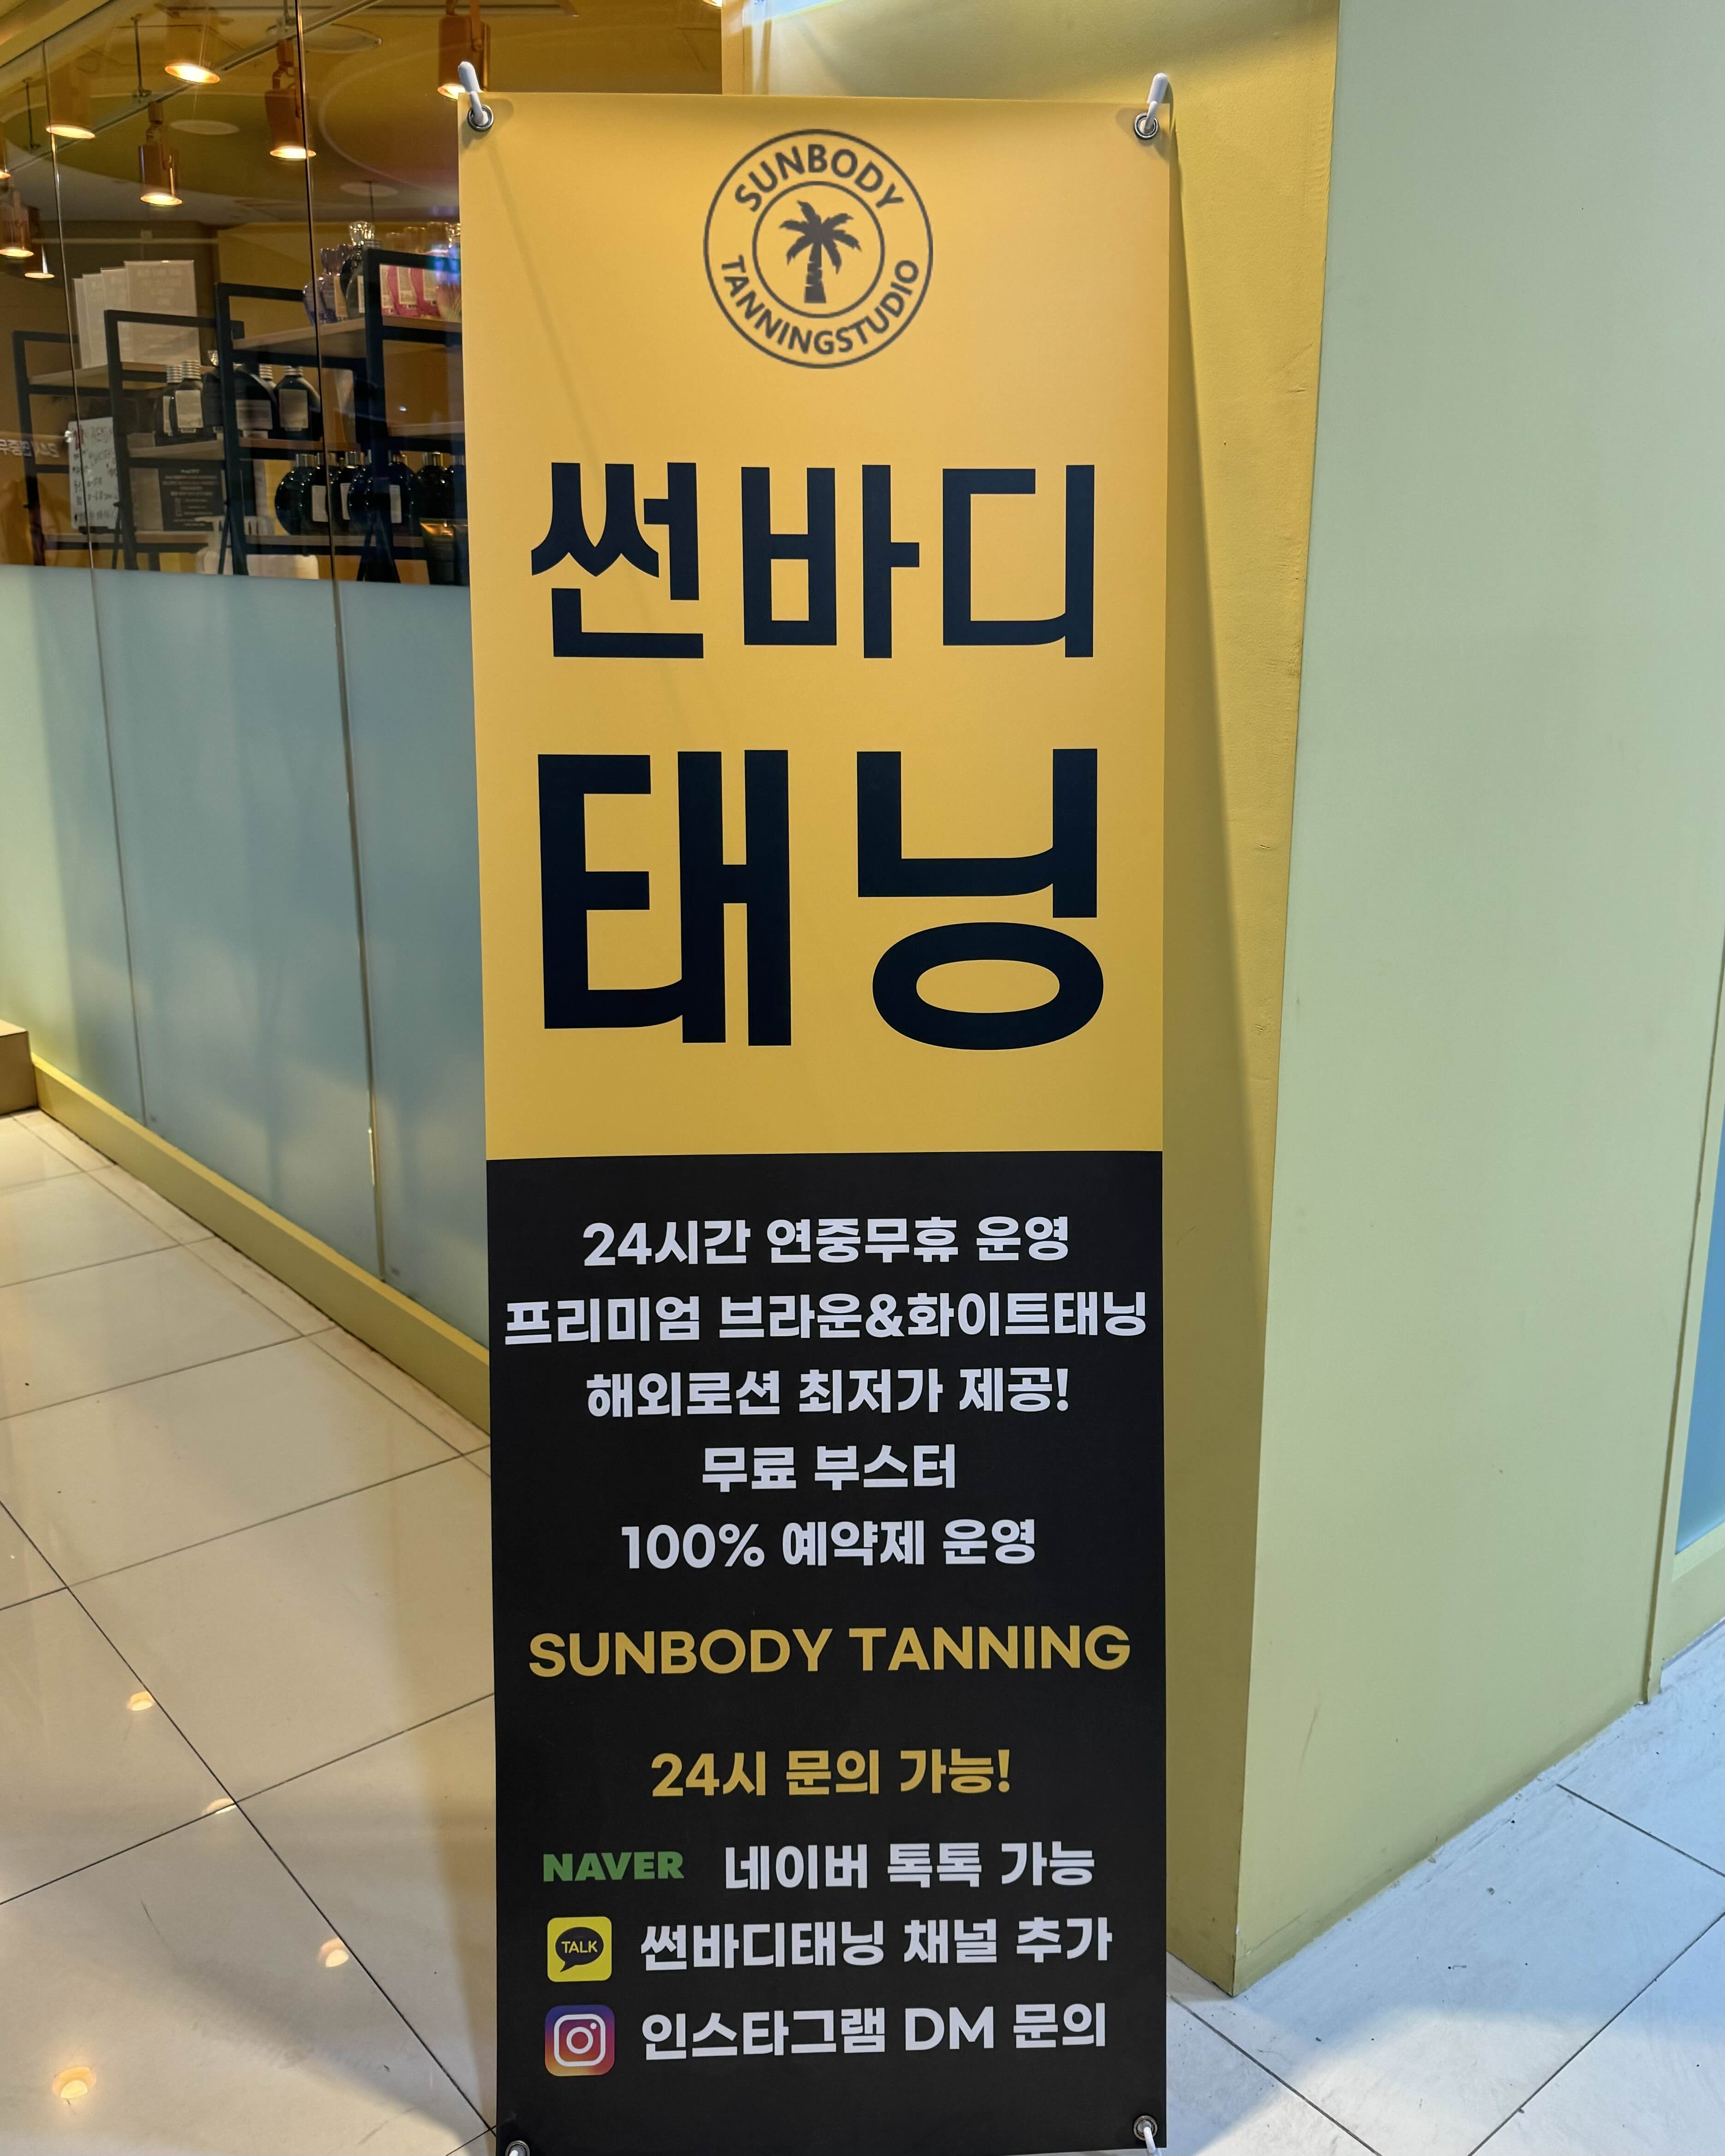 SUNBODY
TANNINGSTUDIO
썬바디
태닝
24시간 연중무휴 운영
프리미엄 브라운&화이트태닝
해외로션 최저가 제공!
무료 부스터
100% 예약제 운영
SUNBODY TANNING
24시 문의 가능!
NAVER 네이버 톡톡 가능
TALK 썬바디태닝 채널 추가
인스타그램 DM 문의